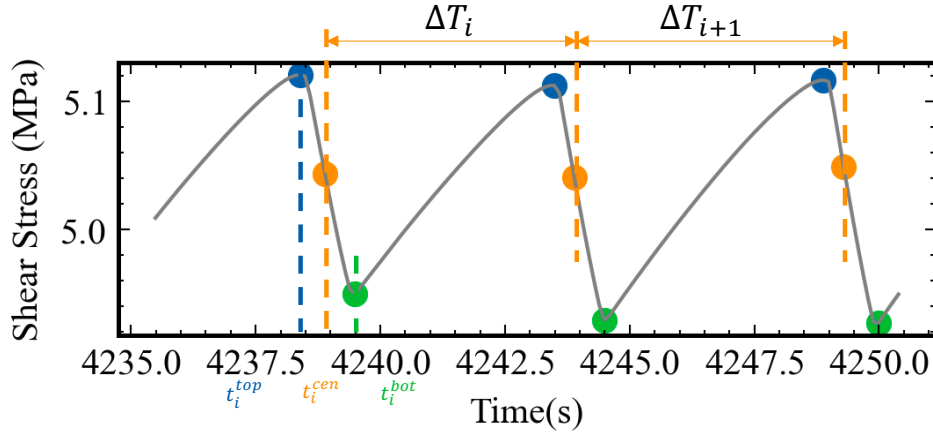 ΔT_i ΔT_{i+1}
5.11
5.0
Shear Stress (MPa)
4235.0 4237.5 4240.0 4242.5 4245.0 4247.5 4250.0
t_i^{top} t_i^{cen} t_i^{bot}
Time(s)